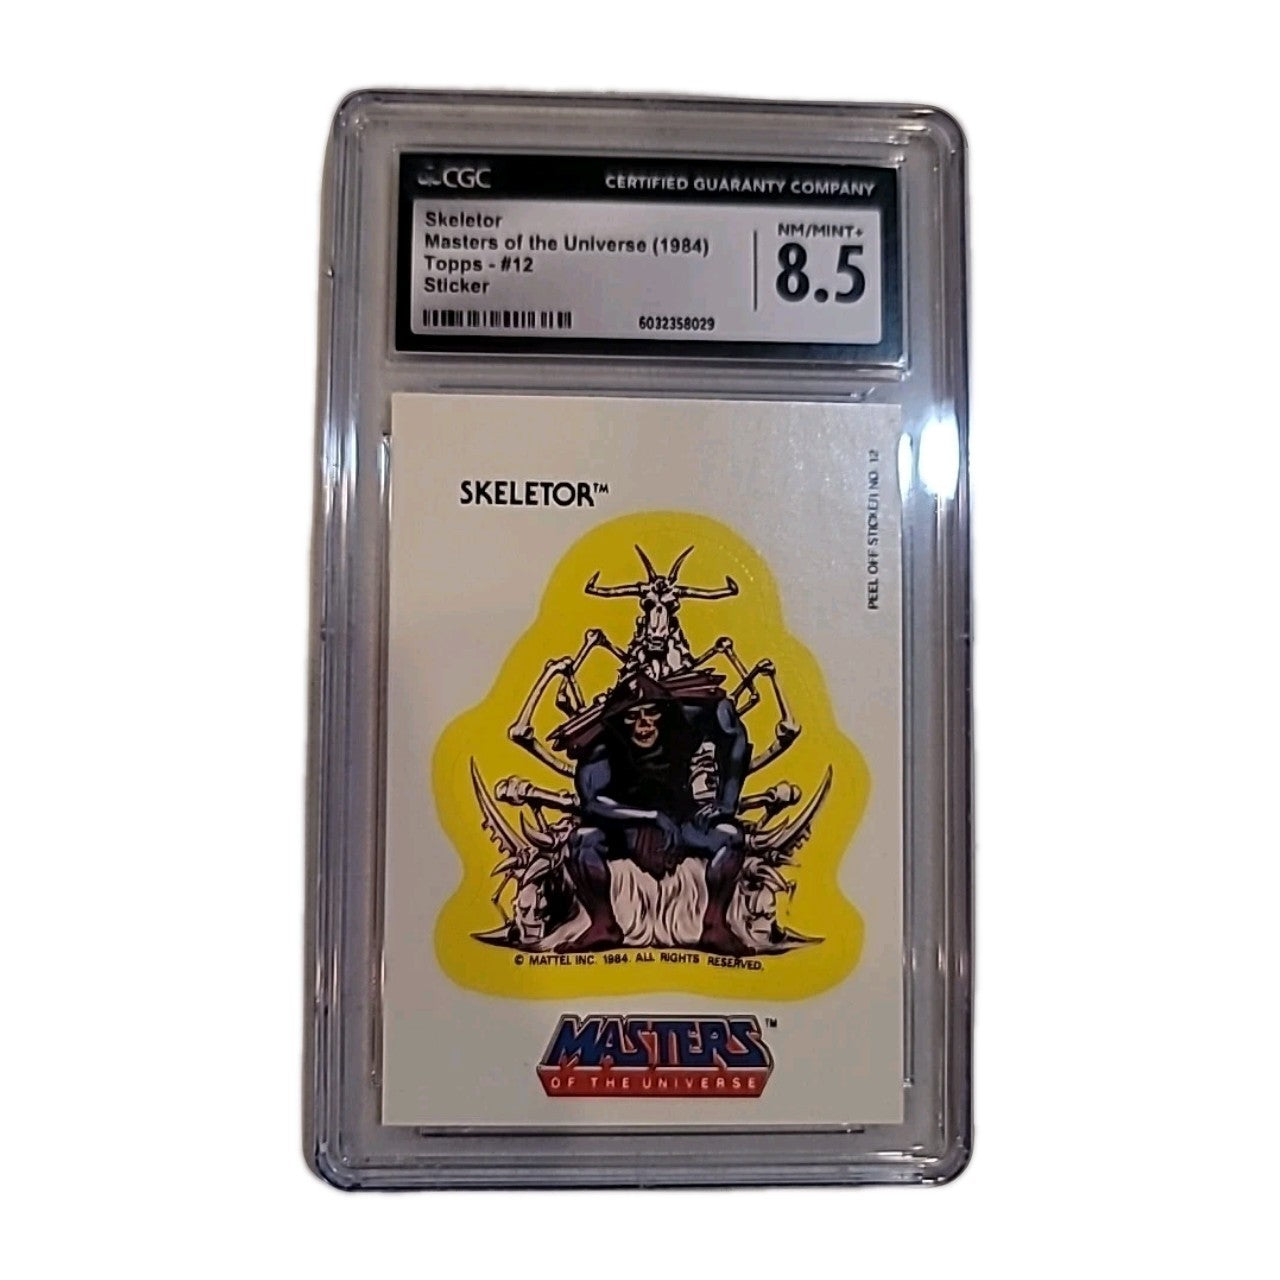 CGC
CERTIFIED GUARANTY COMPANY
Skeletor
Masters of the Universe (1984)
Topps - #12
Sticker
NM/MINT+
8.5
6032358029
SKELETOR™
PEEL OFF STICKER NO. 12
© MATTEL INC. 1984. ALL RIGHTS RESERVED.
MASTERS™
OF THE UNIVERSE